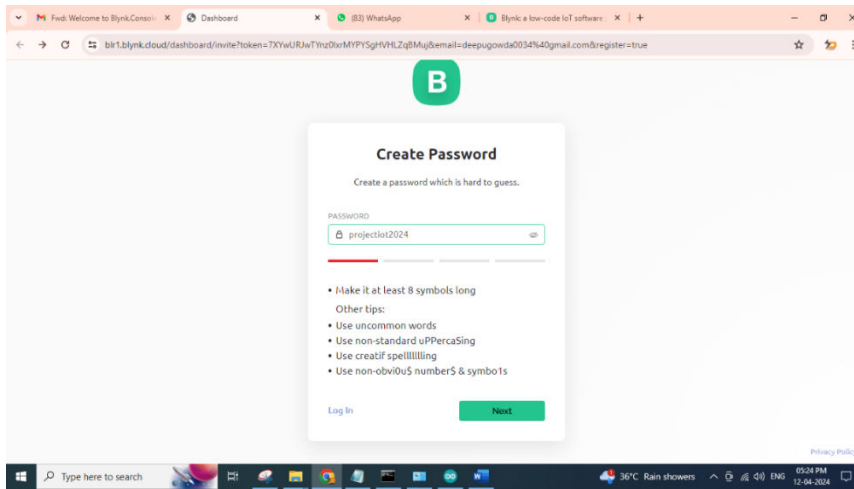 Fwd: Welcome to Blynk.Consol
Dashboard
(83) WhatsApp
Blynk: a low-code IoT software
blr1.blynk.cloud/dashboard/invite?token=7XYwURJwTYnz0lxrMYPYSgHVHLZqBMuj&email=deepugowda0034%40gmail.com&register=true
B
Create Password
Create a password which is hard to guess.
PASSWORD
projectiot2024
• Make it at least 8 symbols long
Other tips:
• Use uncommon words
• Use non-standard uPPercaSing
• Use creatif spelllllllling
• Use non-obvi0u$ number$ & symbo1s
Log In
Next
Privacy Polic
Type here to search
36°C Rain showers
ENG
05:24 PM
12-04-2024